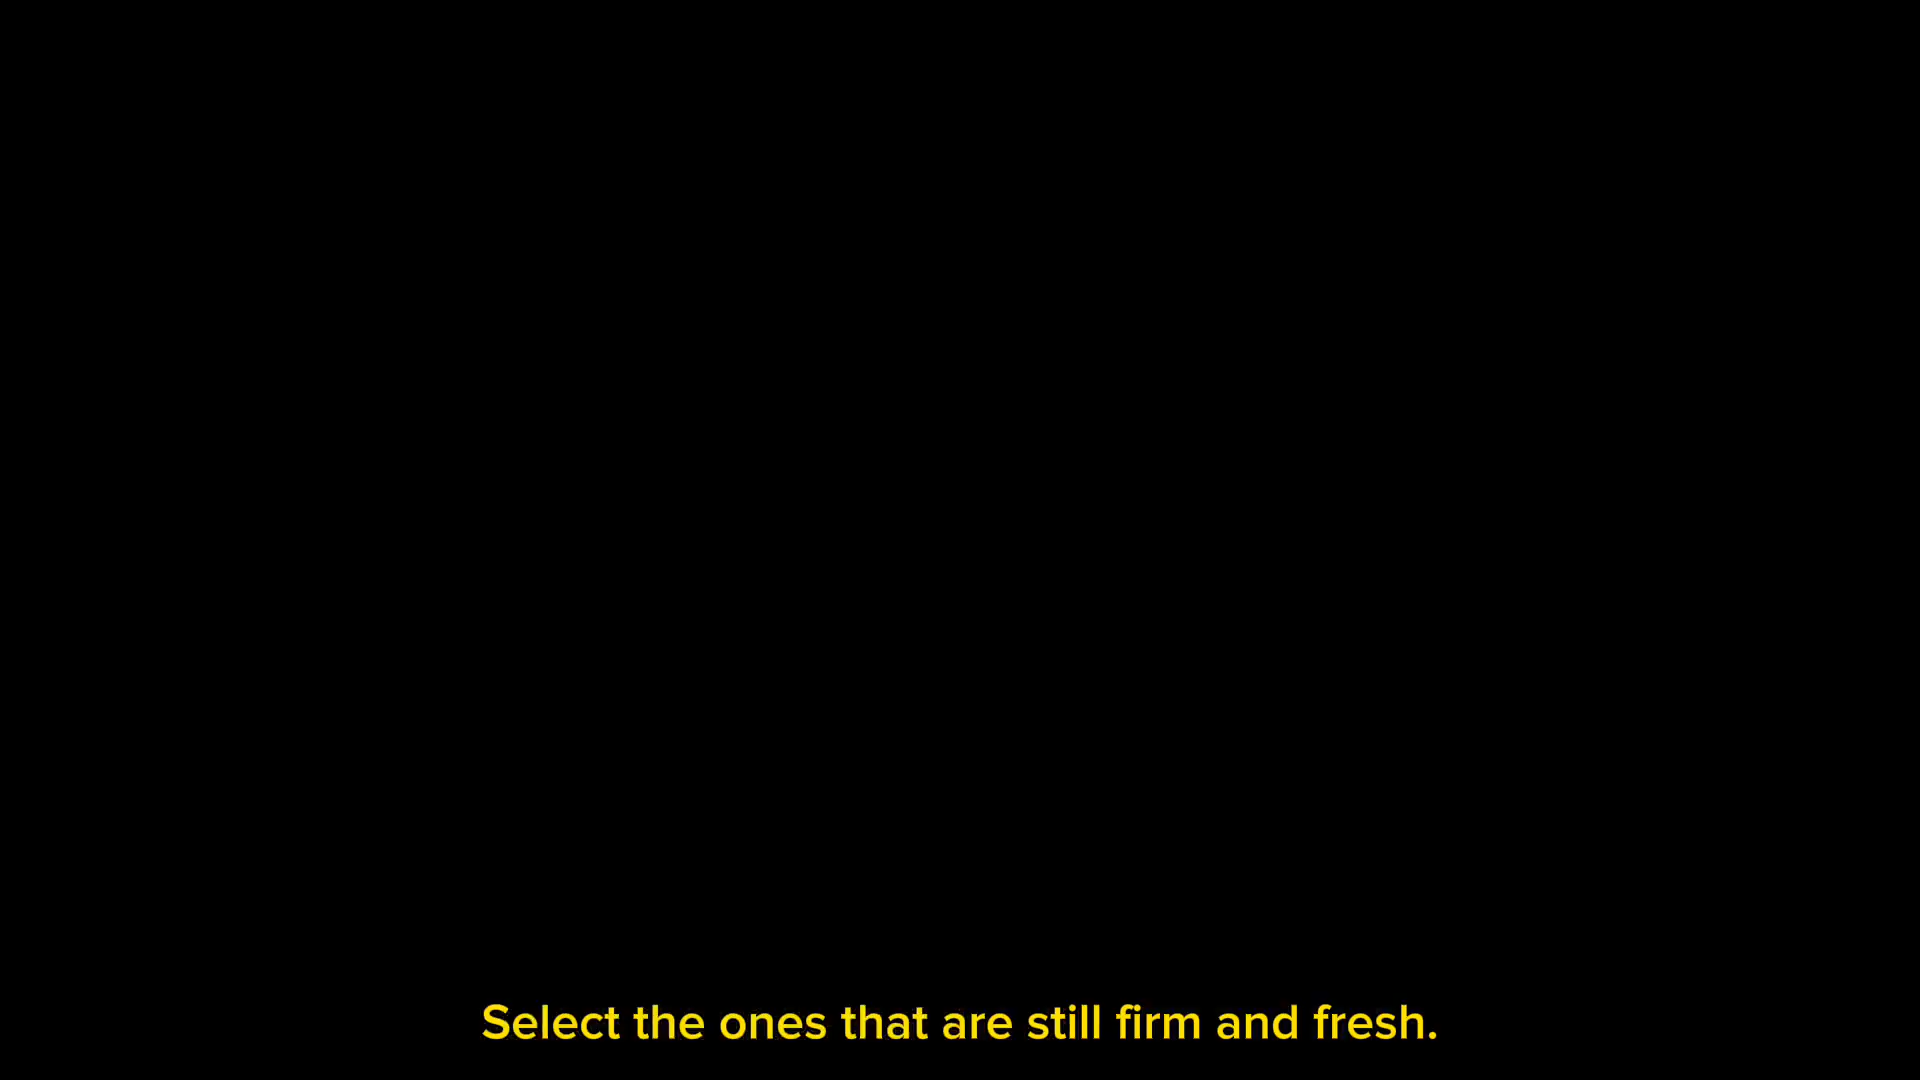 Select the ones that are still firm and fresh.